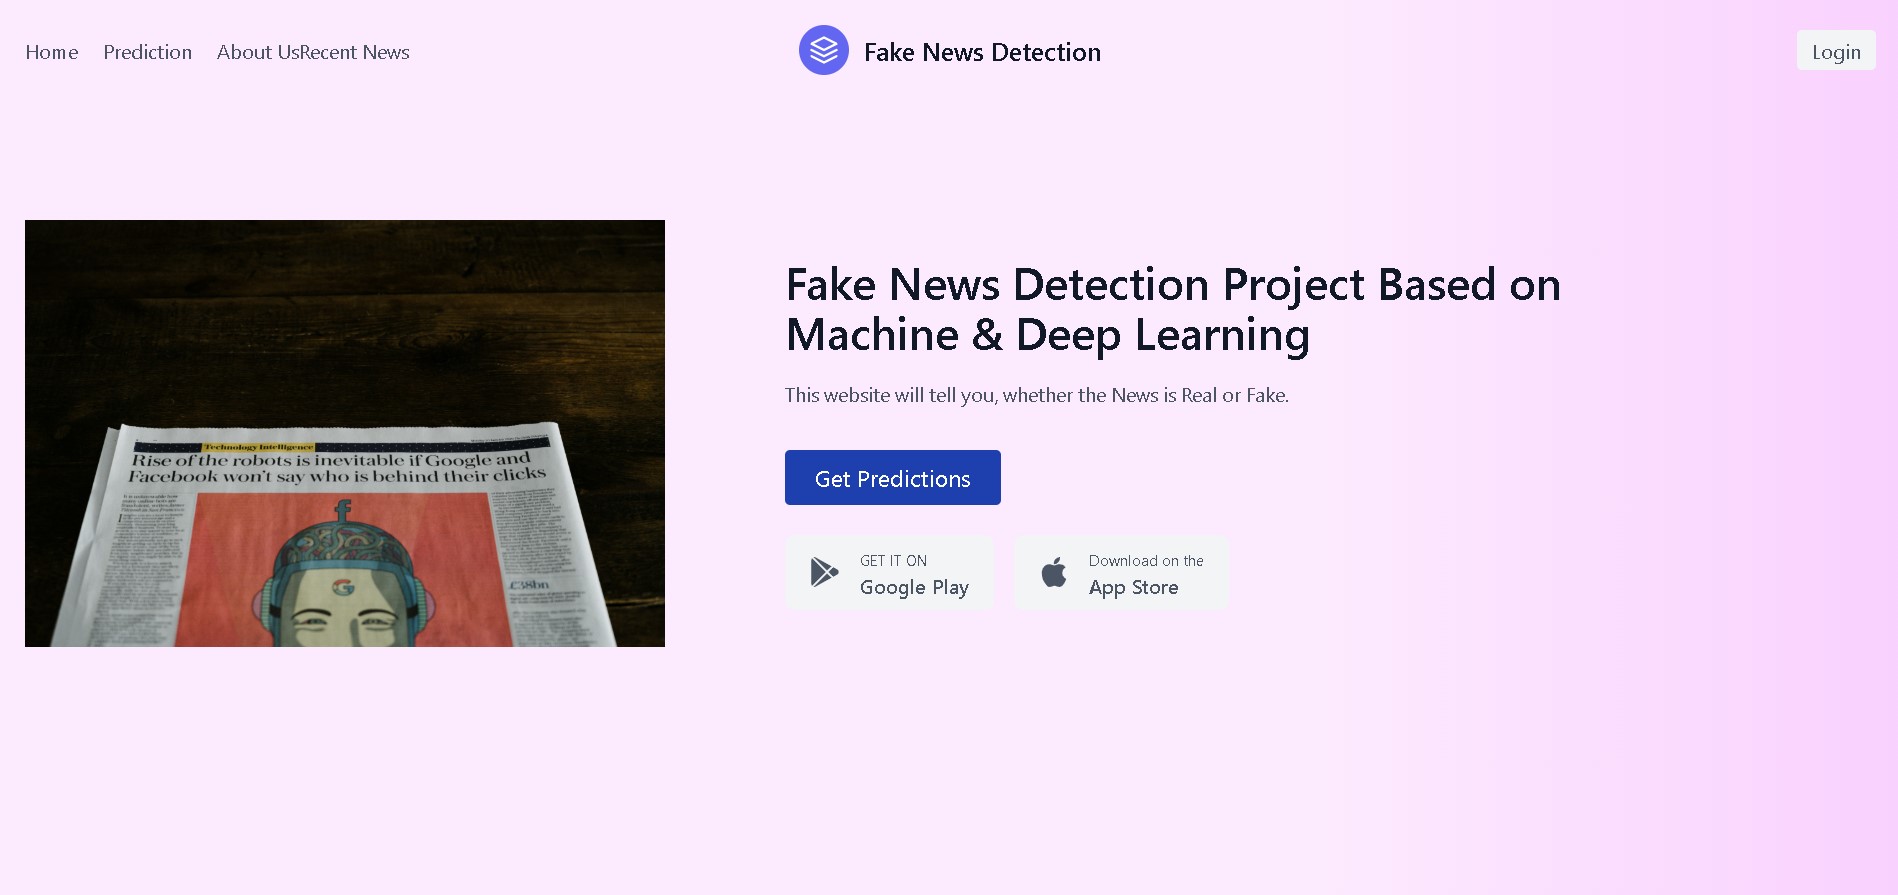 Home Prediction About UsRecent News
Fake News Detection
Login
Fake News Detection Project Based on
Machine & Deep Learning
This website will tell you, whether the News is Real or Fake.
Get Predictions
GET IT ON
Google Play
Download on the
App Store
Technology Intelligence
Rise of the robots is inevitable if Google and
Facebook won't say who is behind their clicks
£38bn